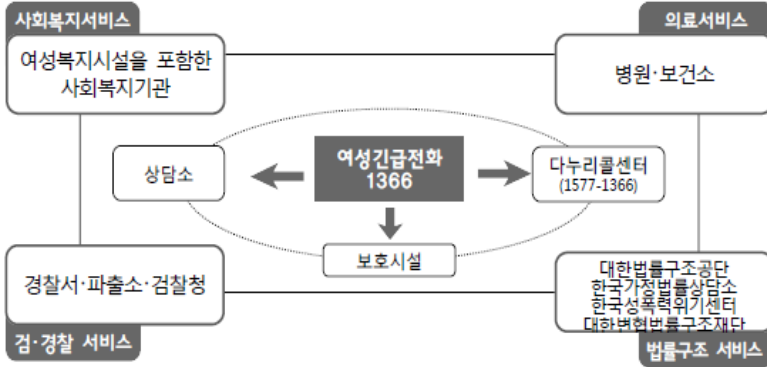 사회복지서비스
여성복지시설을 포함한
사회복지기관
의료서비스
병원·보건소
여성긴급전화
1366
상담소
다누리콜센터
(1577-1366)
보호시설
경찰서·파출소·검찰청
검·경찰 서비스
대한법률구조공단
한국가정법률상담소
한국성폭력위기센터
대한변협법률구조재단
법률구조 서비스